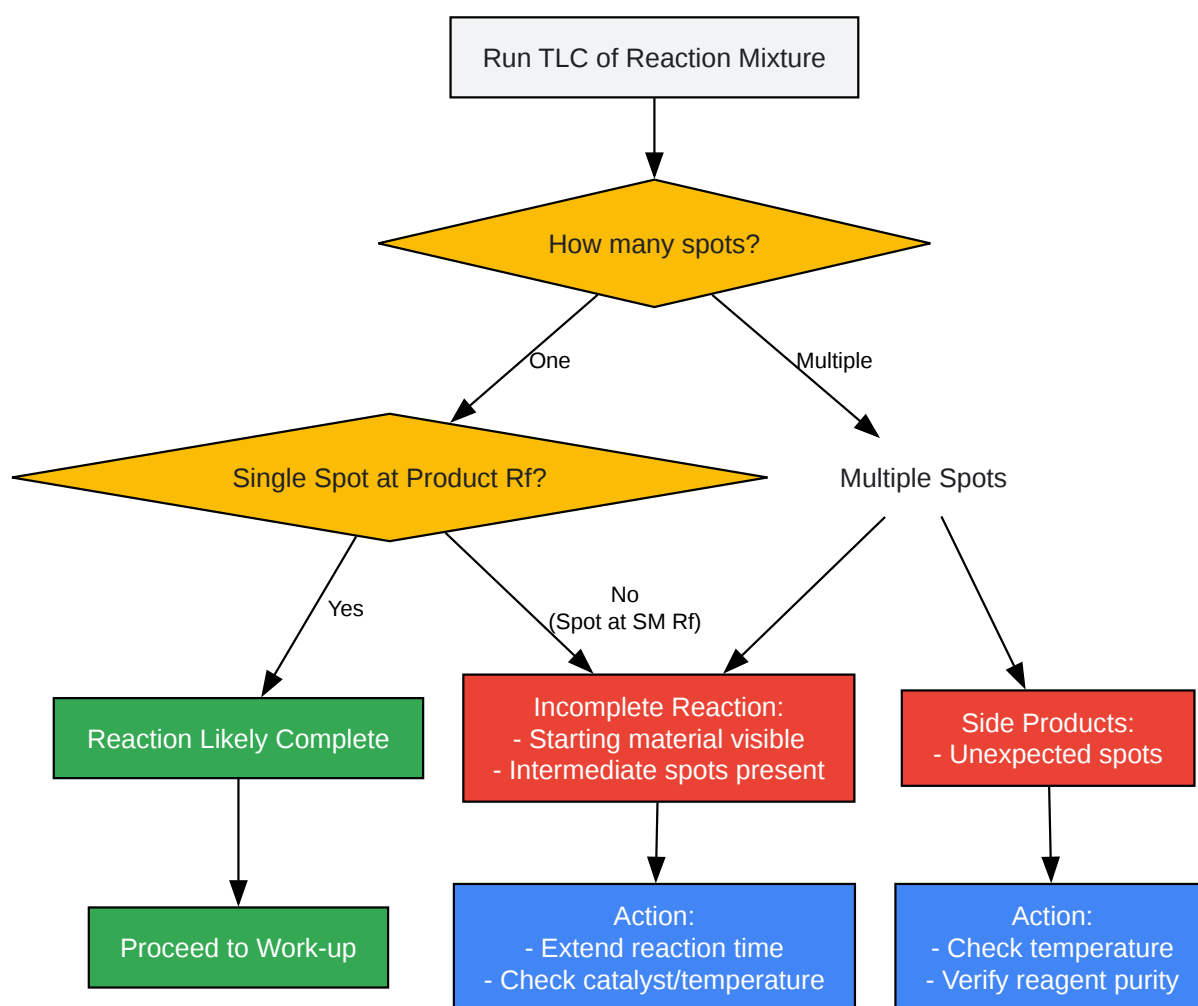 Run TLC of Reaction Mixture
How many spots?
One
Multiple
Single Spot at Product Rf?
Multiple Spots
Yes
No
(Spot at SM Rf)
Reaction Likely Complete
Incomplete Reaction:
- Starting material visible
- Intermediate spots present
Side Products:
- Unexpected spots
Proceed to Work-up
Action:
- Extend reaction time
- Check catalyst/temperature
Action:
- Check temperature
- Verify reagent purity